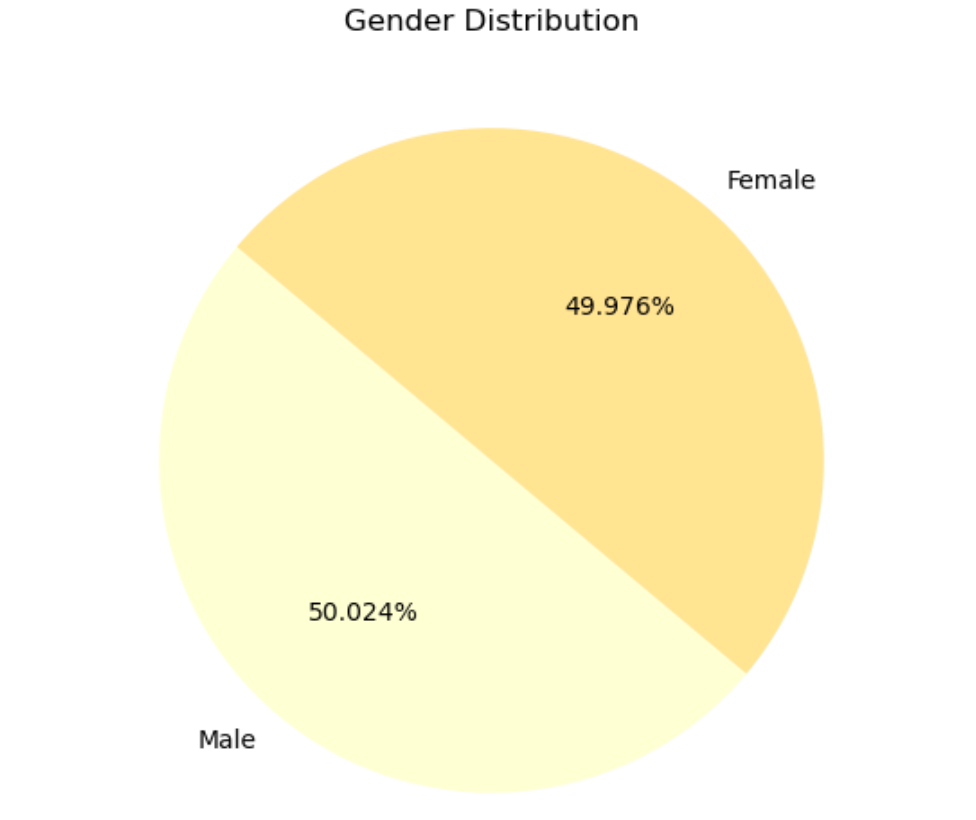 Gender Distribution
Female
49.976%
50.024%
Male